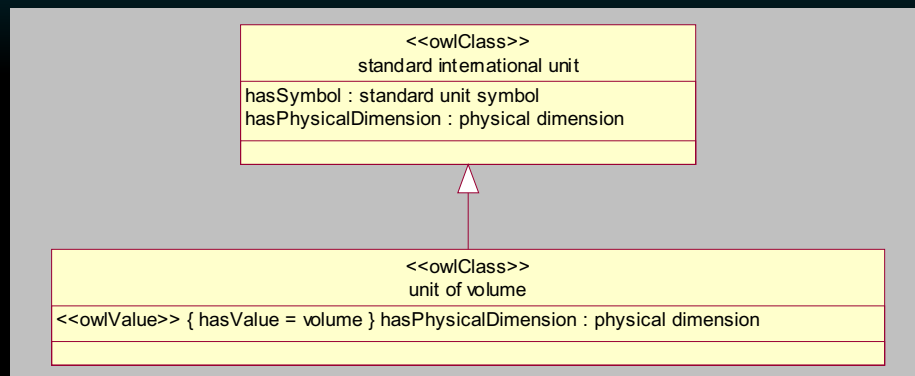 <<owlClass>>
standard international unit
hasSymbol : standard unit symbol
hasPhysicalDimension : physical dimension
<<owlClass>>
unit of volume
<<owlValue>> { hasValue = volume } hasPhysicalDimension : physical dimension